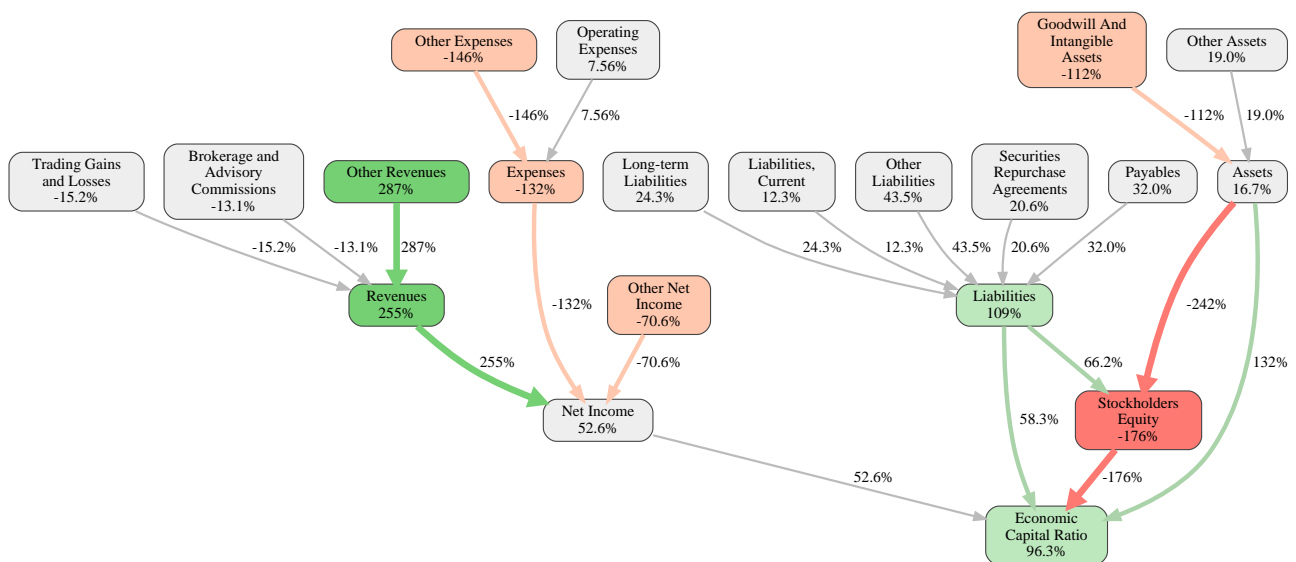 Other Expenses
-146%
Operating
Expenses
7.56%
Goodwill And
Intangible
Assets
-112%
Other Assets
19.0%
-146%
7.56%
-112%
19.0%
Trading Gains
and Losses
-15.2%
Brokerage and
Advisory
Commissions
-13.1%
Other Revenues
287%
Expenses
-132%
Long-term
Liabilities
24.3%
Liabilities,
Current
12.3%
Other
Liabilities
43.5%
Securities
Repurchase
Agreements
20.6%
Payables
32.0%
Assets
16.7%
-15.2%
-13.1%
287%
24.3%
12.3%
43.5%
20.6%
32.0%
Revenues
255%
-132%
Other Net
Income
-70.6%
Liabilities
109%
-242%
255%
-70.6%
66.2%
132%
Net Income
52.6%
58.3%
Stockholders
Equity
-176%
52.6%
-176%
Economic
Capital Ratio
96.3%